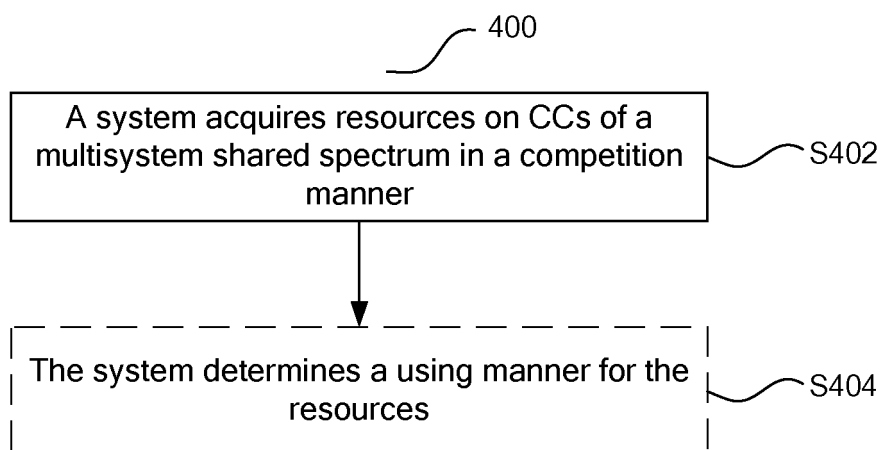 400
A system acquires resources on CCs of a
multisystem shared spectrum in a competition
manner
S402
The system determines a using manner for the
resources
S404